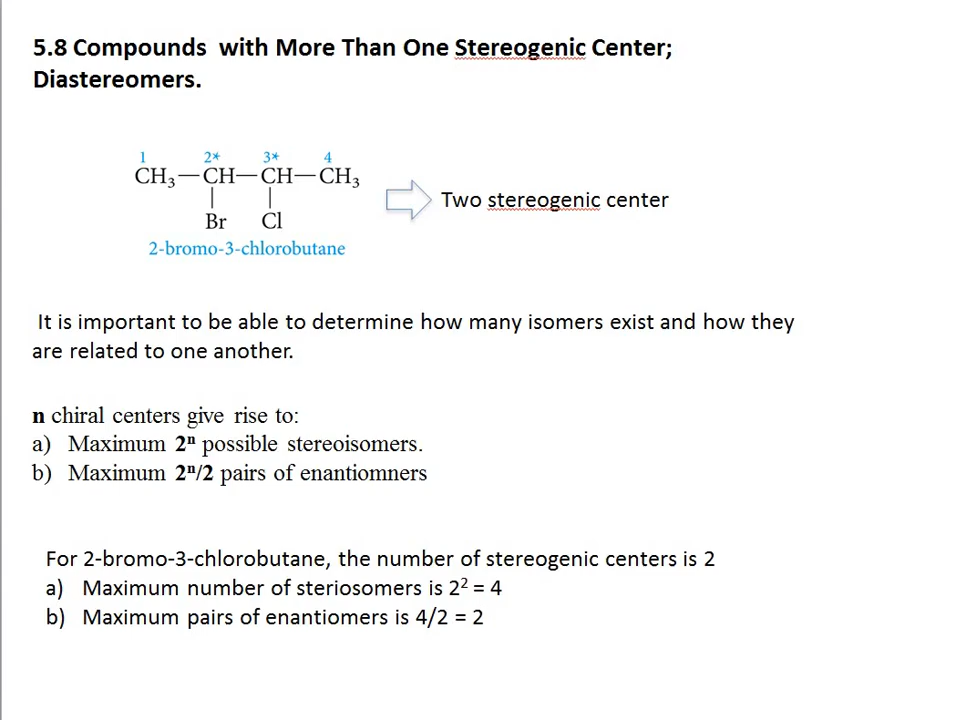 5.8 Compounds with More Than One Stereogenic Center;
Diastereomers.
1 2* 3* 4
CH₃—CH—CH—CH₃
Br Cl
2-bromo-3-chlorobutane
Two stereogenic center
It is important to be able to determine how many isomers exist and how they
are related to one another.
n chiral centers give rise to:
a) Maximum 2ⁿ possible stereoisomers.
b) Maximum 2ⁿ/2 pairs of enantiomners
For 2-bromo-3-chlorobutane, the number of stereogenic centers is 2
a) Maximum number of steriosomers is 2² = 4
b) Maximum pairs of enantiomers is 4/2 = 2